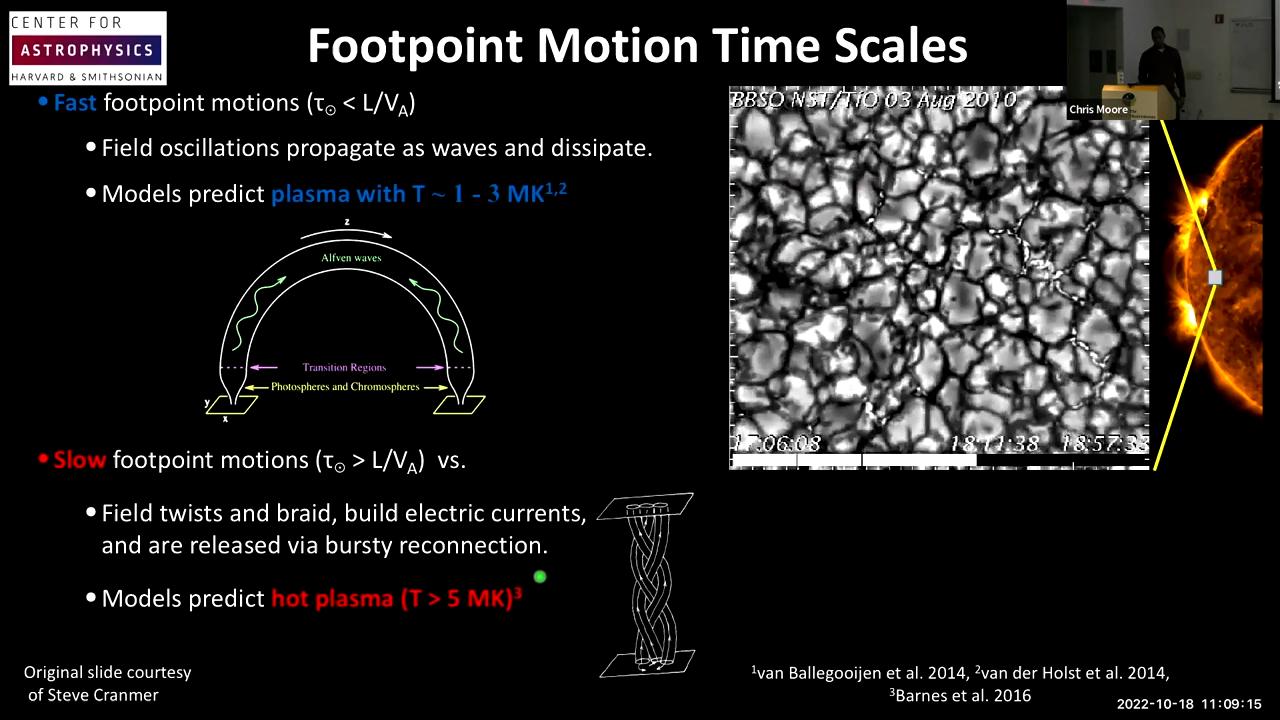 CENTER FOR
ASTROPHYSICS
HARVARD & SMITHSONIAN
Footpoint Motion Time Scales
Chris Moore
• Fast footpoint motions (τ☉ < L/VA)
• Field oscillations propagate as waves and dissipate.
• Models predict plasma with T ~ 1 - 3 MK1,2
BBSO NST/TiO 03 Aug 2010
z
Alfven waves
Transition Regions
Photospheres and Chromospheres
y
x
17:06:08 18:11:38 18:57:33
• Slow footpoint motions (τ☉ > L/VA) vs.
• Field twists and braid, build electric currents,
and are released via bursty reconnection.
• Models predict hot plasma (T > 5 MK)3
Original slide courtesy
of Steve Cranmer
1van Ballegooijen et al. 2014, 2van der Holst et al. 2014,
3Barnes et al. 2016
2022-10-18 11:09:15